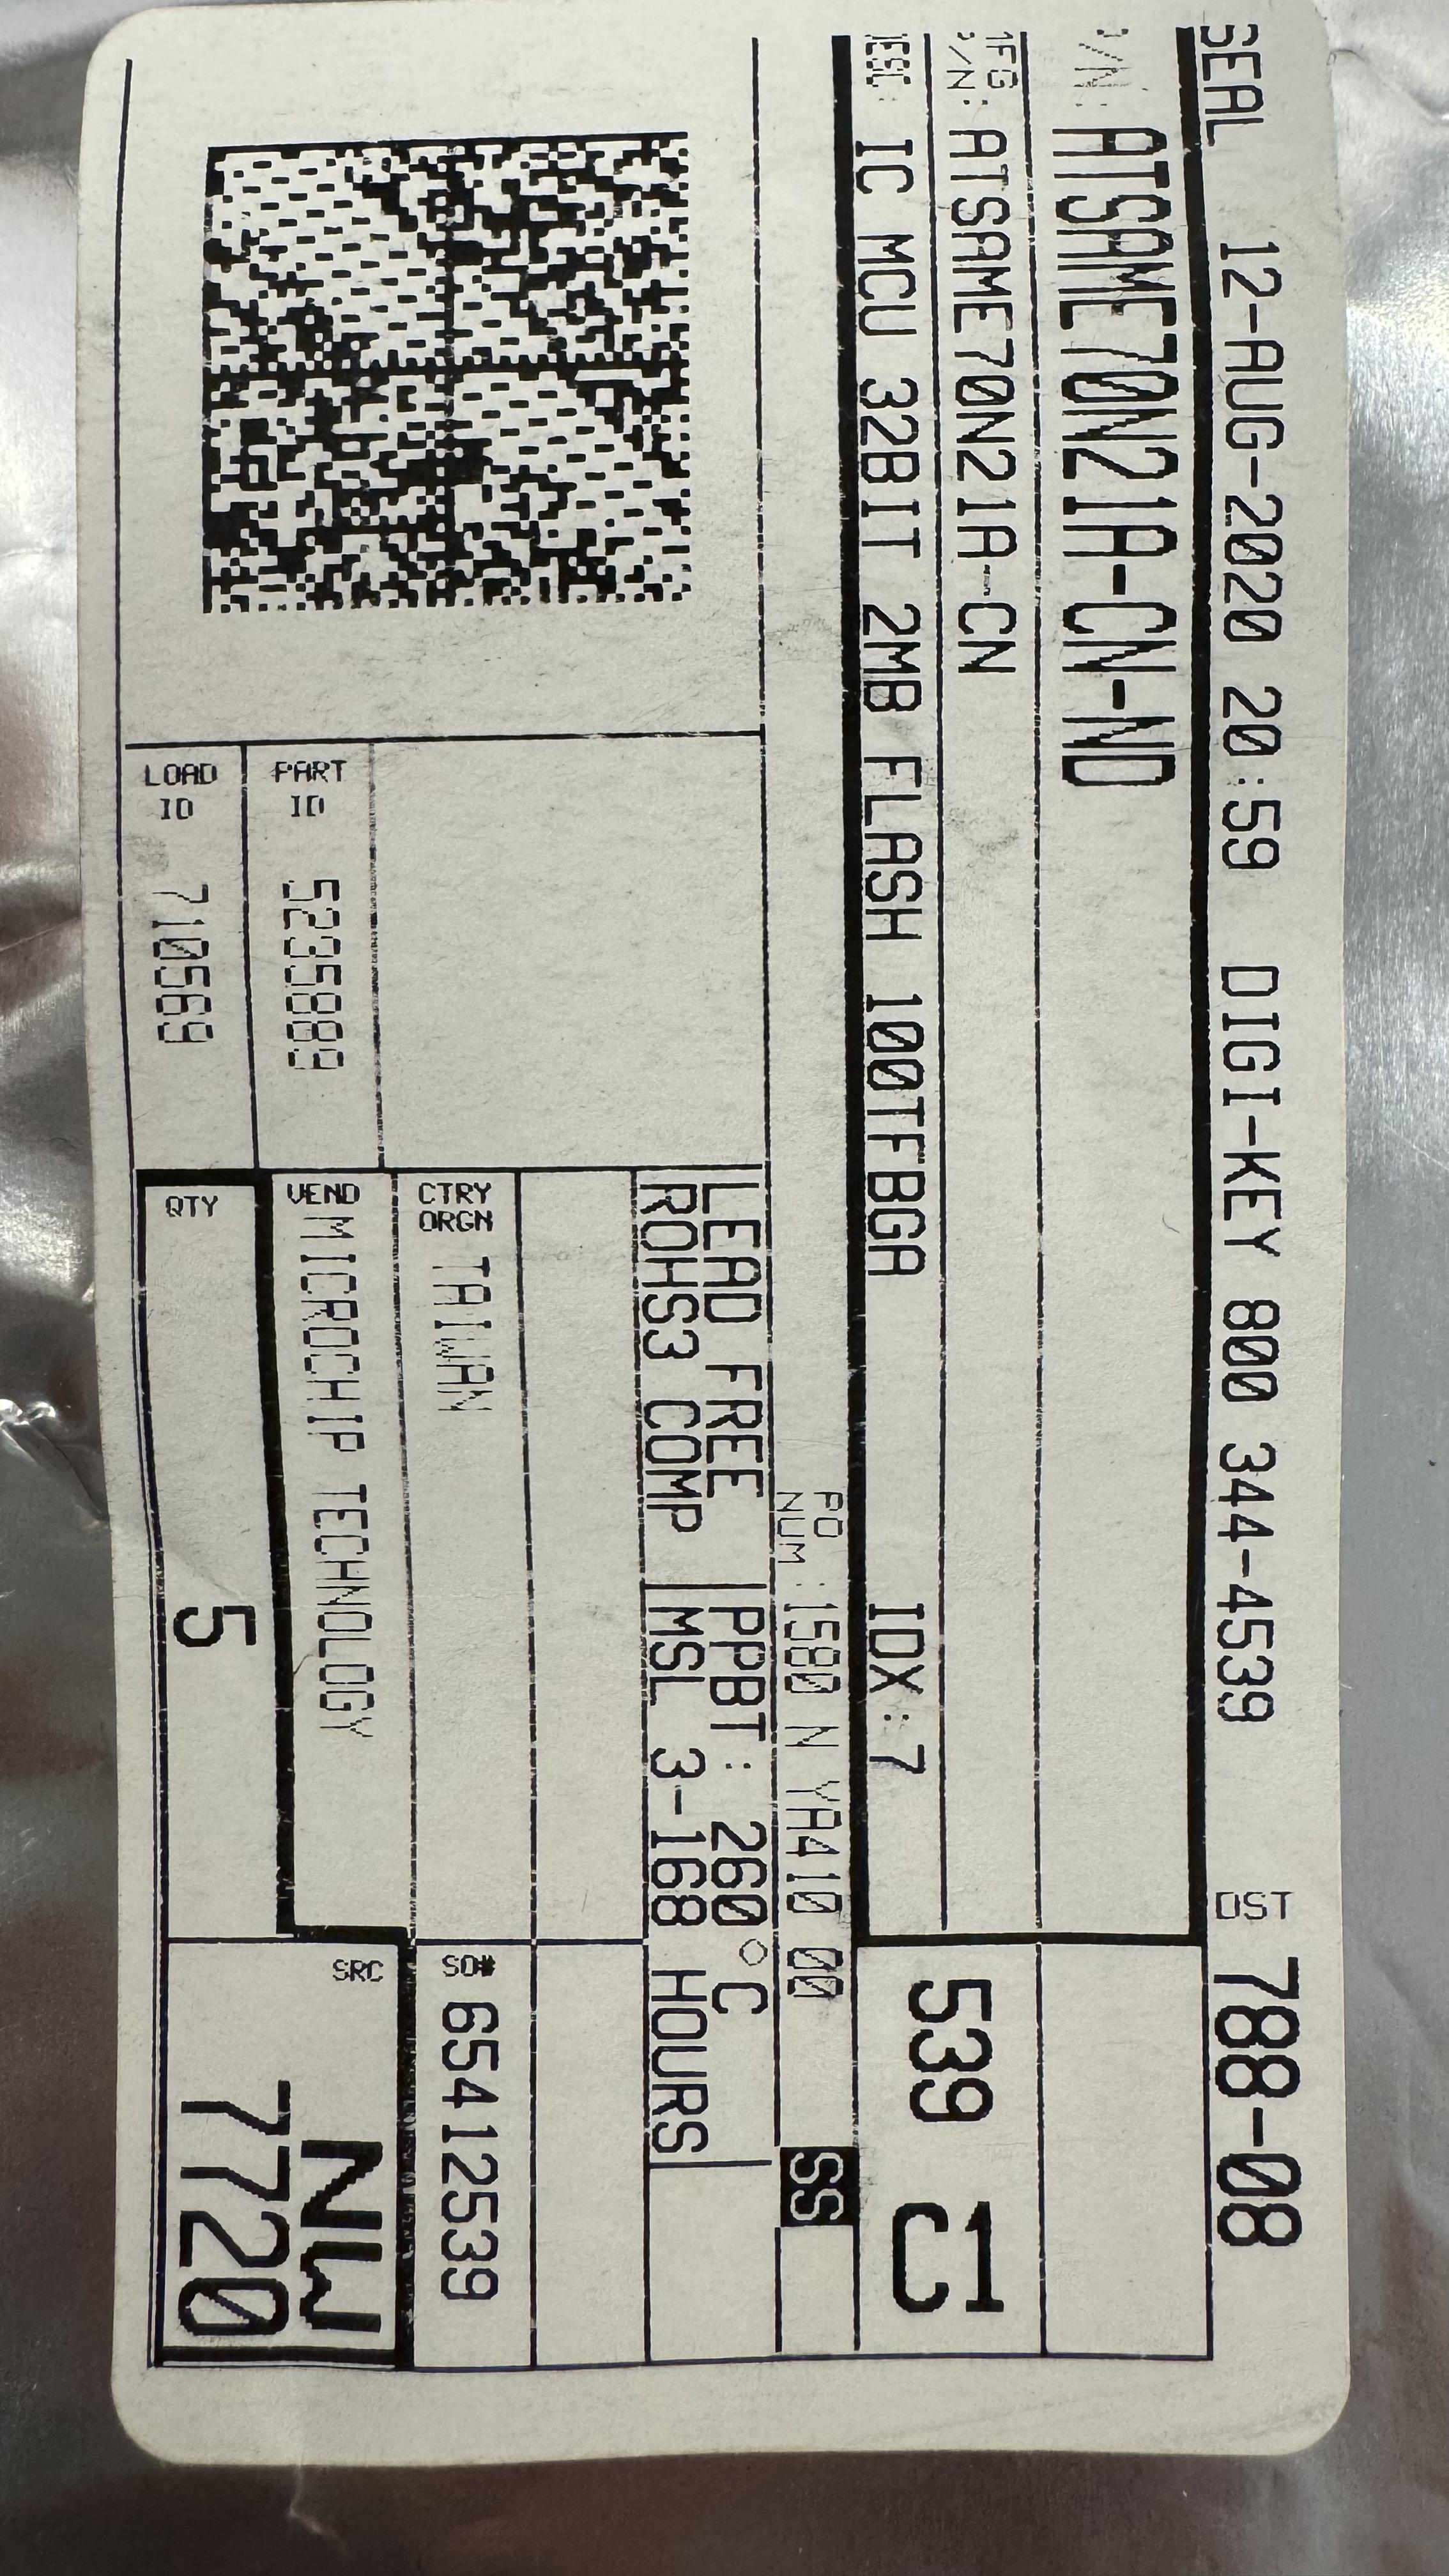 SEAL 12-AUG-2020 20:59 DIGI-KEY 800 344-4539 DST 788-08
P/N: ATSAME70N21A-CN-ND
MFG P/N: ATSAME70N21A-CN
539 C1
DESC: IC MCU 32BIT 2MB FLASH 100TFBGA IDX:7
PO NUM :1580 N YA410 00 SS
LEAD FREE |PPBT: 260°C
ROHS3 COMP |MSL 3-168 HOURS|
CTRY ORGN TAIWAN
SO# 65412539
PART ID 5235889
VEND MICROCHIP TECHNOLOGY
SRC NW
LOAD ID 710569
QTY 5
7720